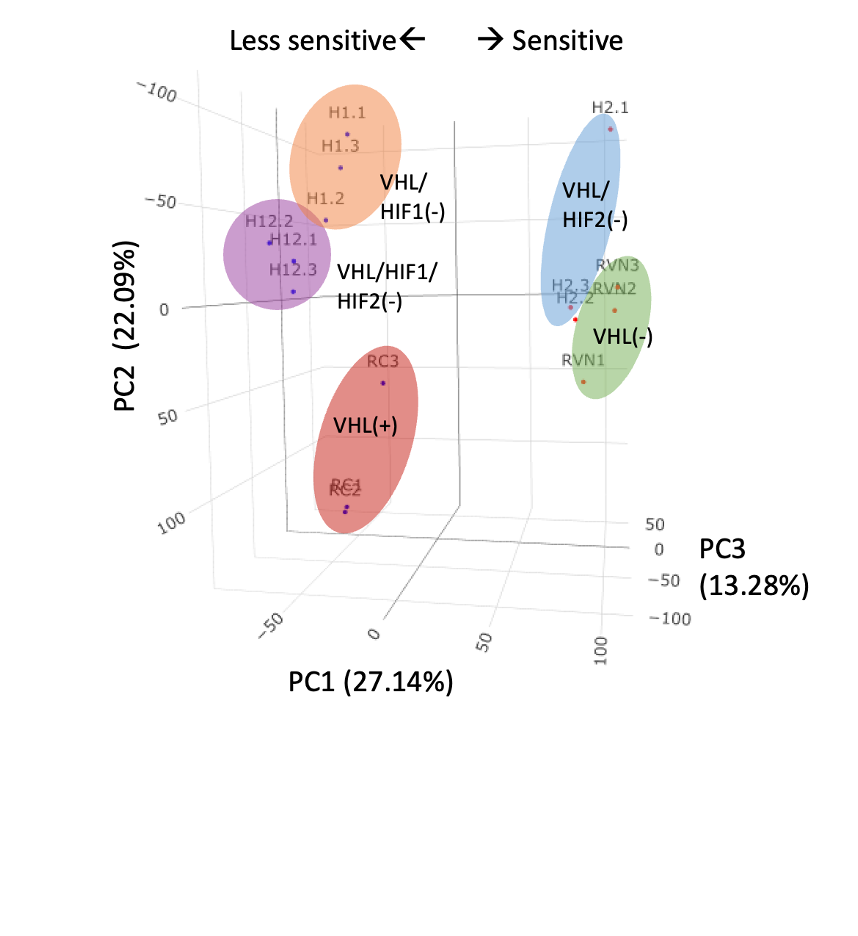 Less sensitive← → Sensitive
−100
H2.1
H1.1
H1.3
VHL/
HIF1(-)
VHL/
HIF2(-)
−50
H1.2
H12.2
H12.1
H12.3
VHL/HIF1/
HIF2(-)
RVN3
H2.3
RVN2
H2.2
0
VHL(-)
PC2 (22.09%)
RC3
RVN1
50
VHL(+)
RC1
RC2
100
50
0
−50
−100
PC3
(13.28%)
−50
0
50
100
PC1 (27.14%)